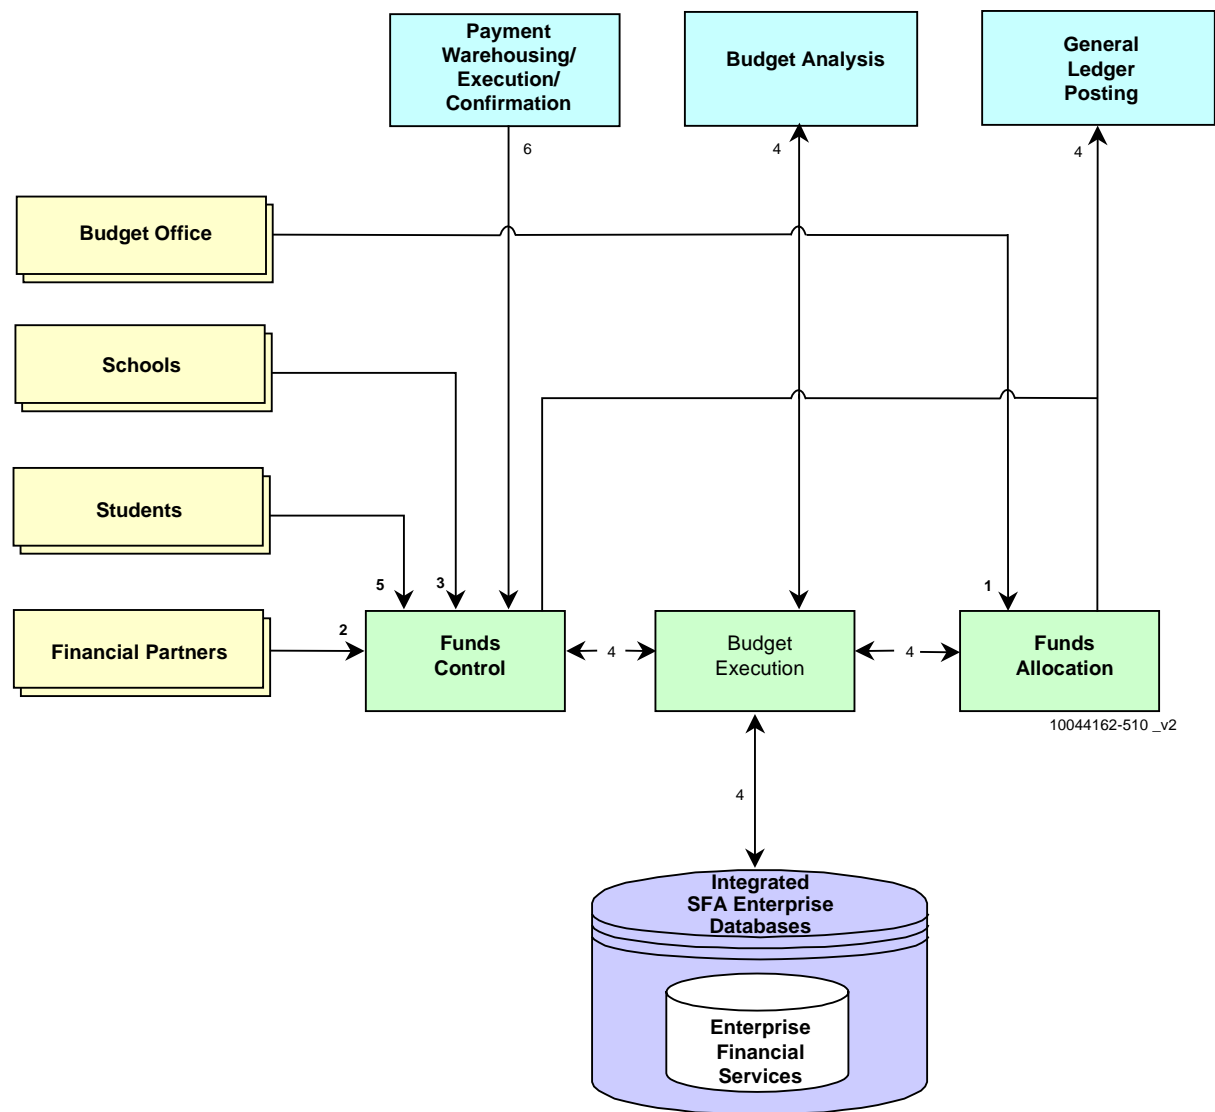 Payment
Warehousing/
Execution/
Confirmation
Budget Analysis
General
Ledger
Posting
6
4
4
Budget Office
Schools
Students
5
3
1
Financial Partners
2
Funds
Control
4
Budget
Execution
4
Funds
Allocation
10044162-510 _v2
4
Integrated
SFA Enterprise
Databases
Enterprise
Financial
Services